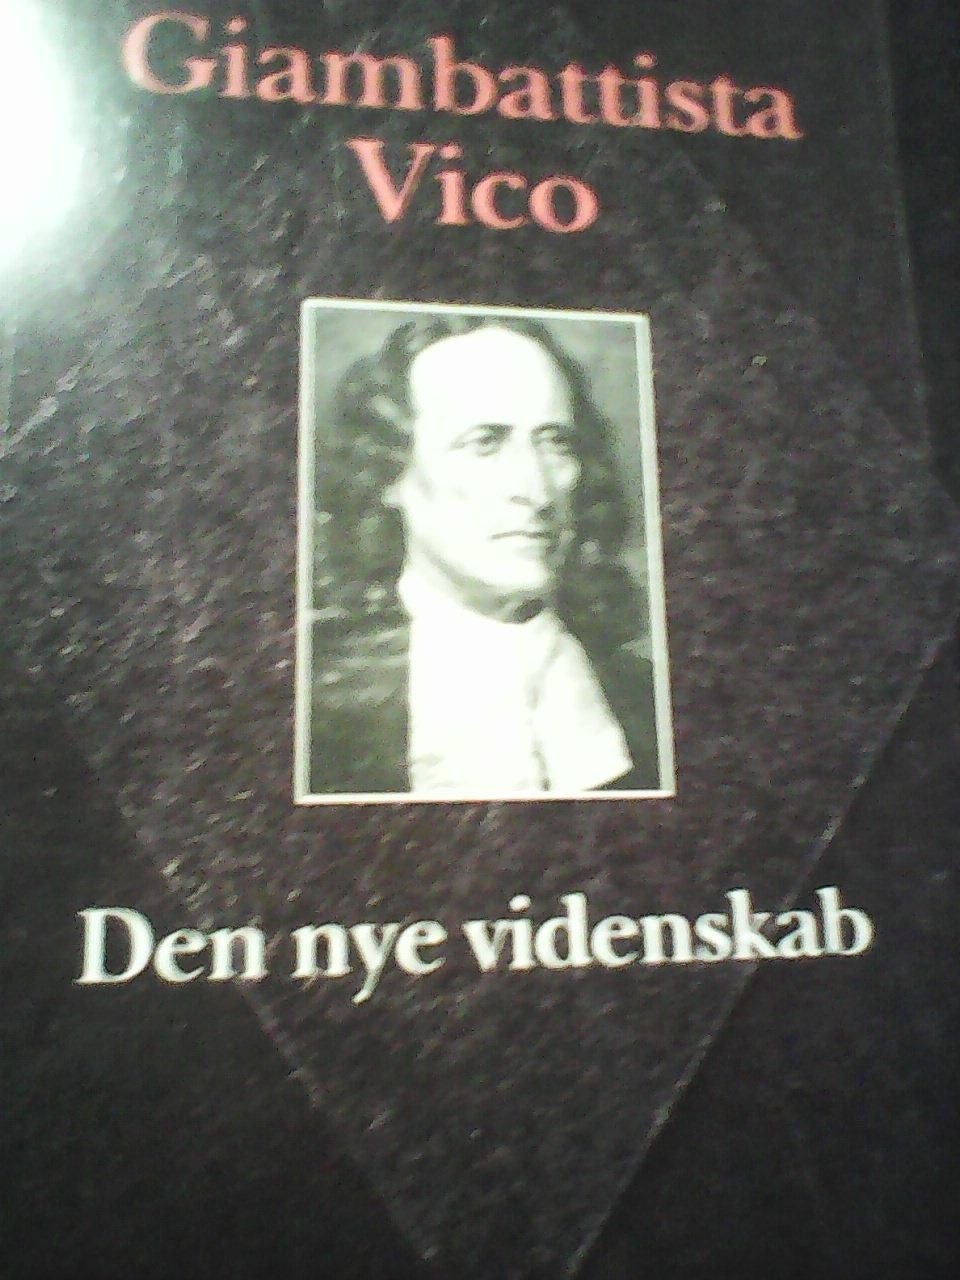 Giambattista
Vico
Den nye videnskab